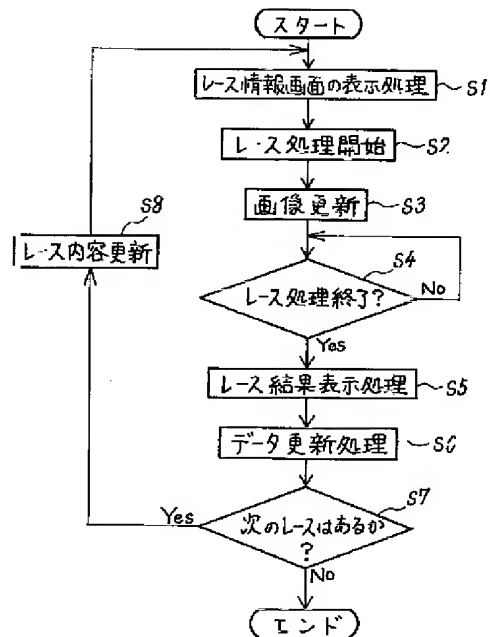 スタート
レース情報画面の表示処理
S1
レース処理開始
S2
画像更新
S3
S8
レース内容更新
S4
レース処理終了?
No
Yes
レース結果表示処理
S5
データ更新処理
S6
S7
Yes
次のレースはあるか
?
No
エンド